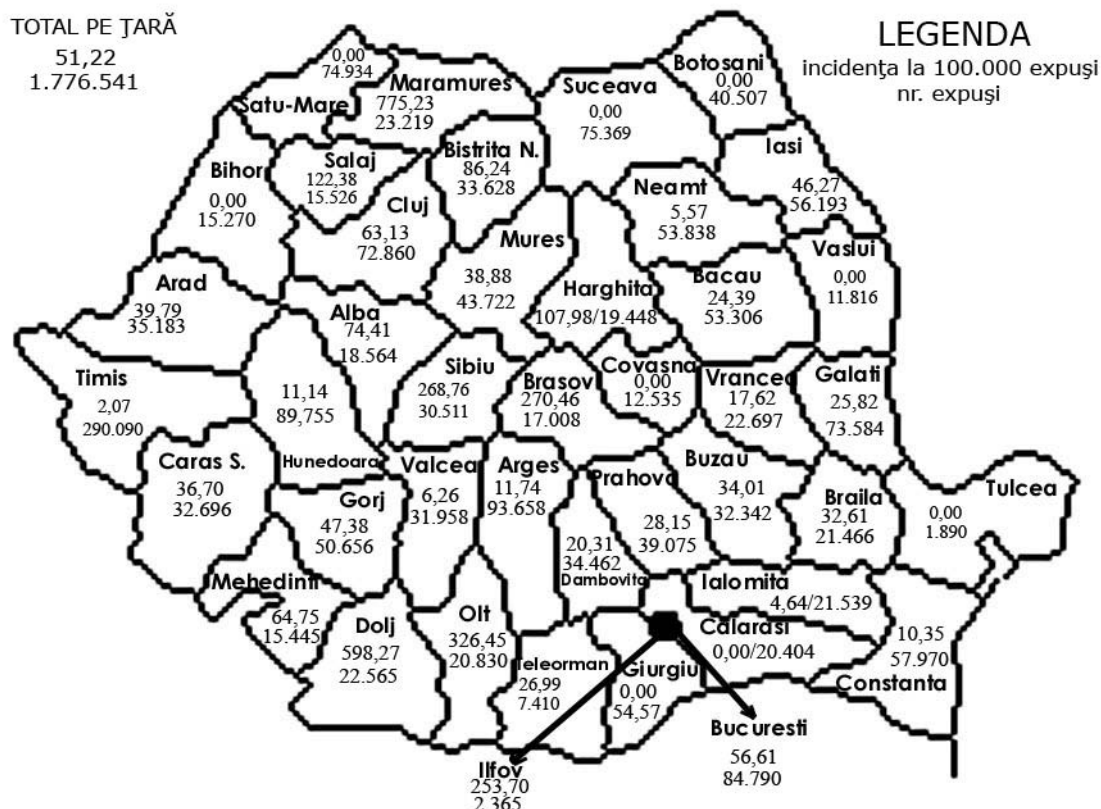 TOTAL PE ŢARĂ
51,22
1.776.541
LEGENDA
incidenţa la 100.000 expuşi
nr. expuşi
0,00
74.934
Satu-Mare
Maramures
775,23
23.219
Suceava
0,00
75.369
Botosani
0,00
40.507
Iasi
46,27
56.193
Bihor
0,00
15.270
Salaj
122,38
15.526
Bistrita N.
86,24
33.628
Cluj
63,13
72.860
Neamt
5,57
53.838
Mures
38,88
43.722
Harghita
107,98/19.448
Bacau
24,39
53.306
Vaslui
0,00
11.816
Arad
39,79
35.183
Alba
74,41
18.564
Timis
2,07
290.090
11,14
89,755
Hunedoara
Sibiu
268,76
30.511
Brasov
270,46
17.008
Covasna
0,00
12.535
Vrancea
17,62
22.697
Galati
25,82
73.584
Caras S.
36,70
32.696
Gorj
47,38
50.656
Valcea
6,26
31.958
Arges
11,74
93.658
Prahova
28,15
39.075
Buzau
34,01
32.342
Braila
32,61
21.466
Tulcea
0,00
1.890
20,31
34.462
Dambovita
Mehedinti
64,75
15.445
Dolj
598,27
22.565
Olt
326,45
20.830
Teleorman
26,99
7.410
Giurgiu
0,00
54,57
Ialomita
4,64/21.539
Calarasi
0,00/20.404
10,35
57.970
Constanta
Bucuresti
56,61
84.790
Ilfov
253,70
2.365